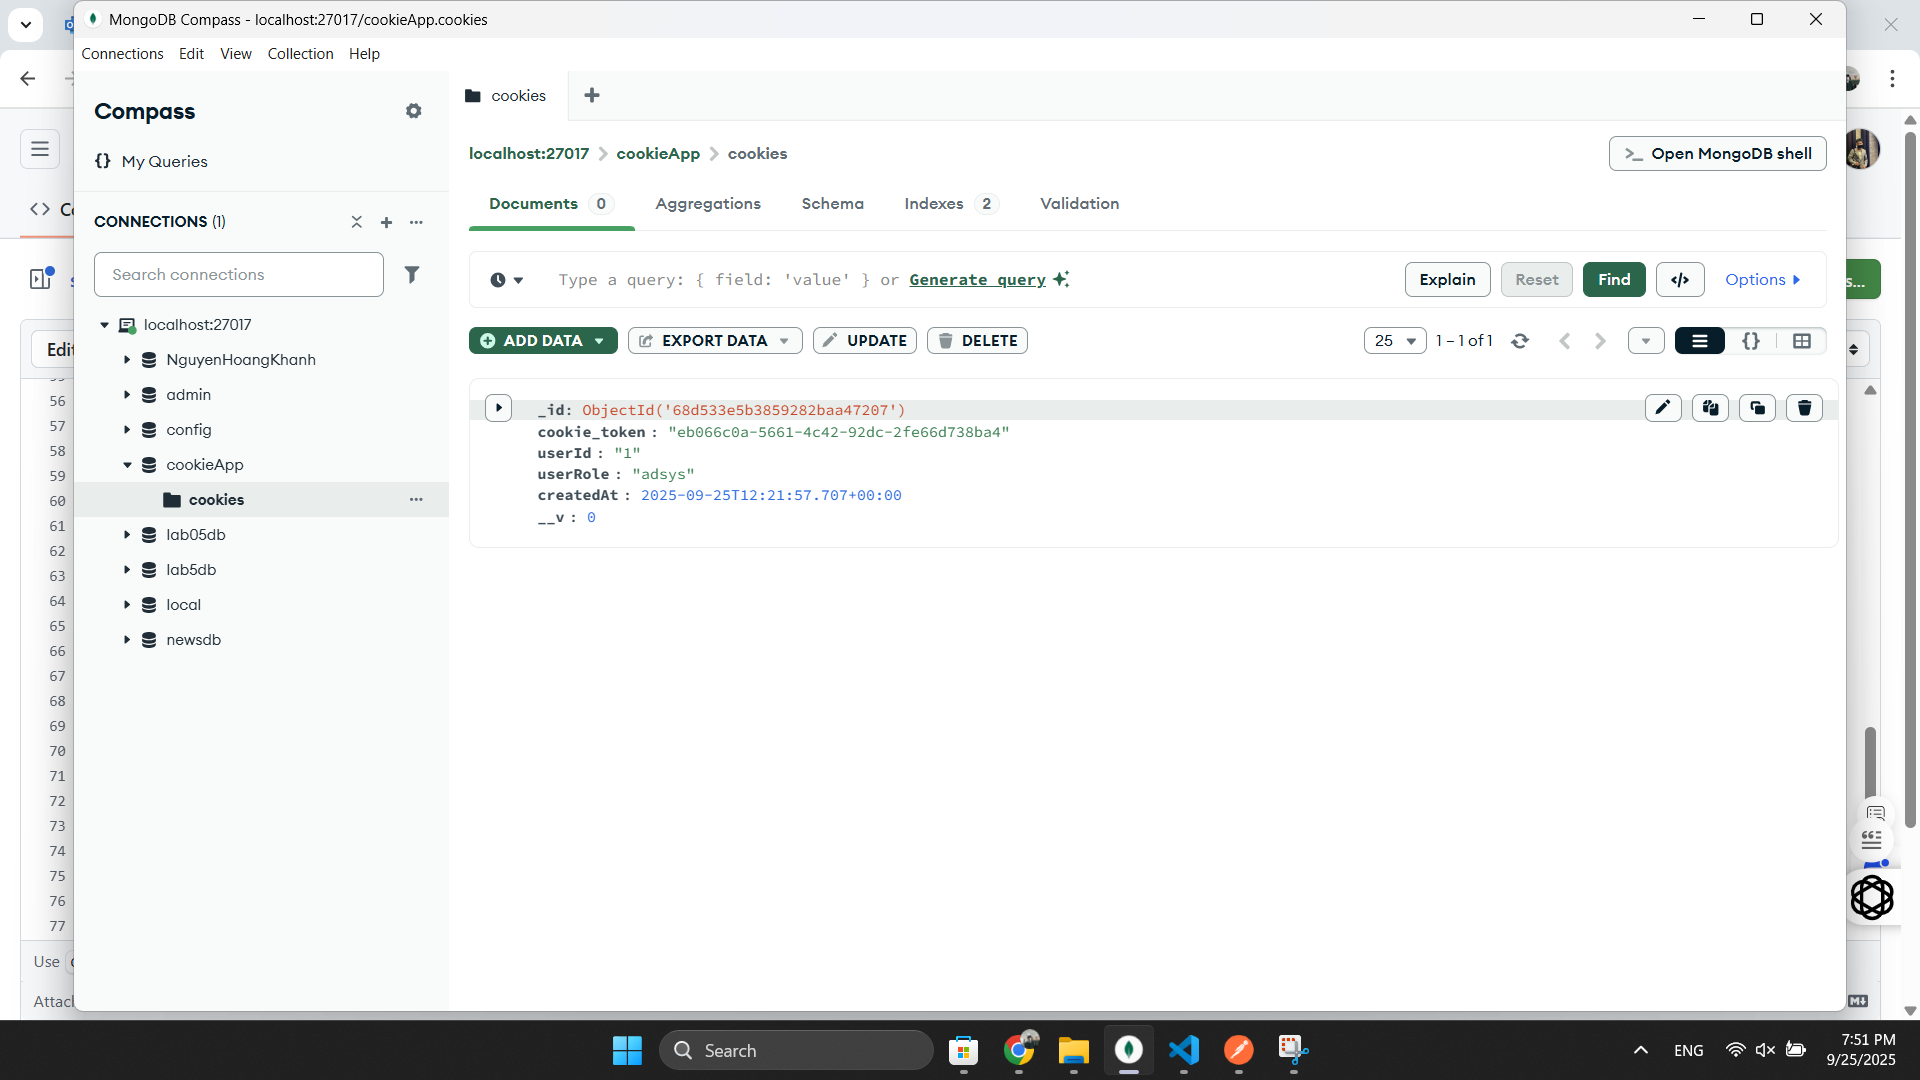 MongoDB Compass - localhost:27017/cookieApp.cookies
Connections Edit View Collection Help
Compass
cookies
{} My Queries
localhost:27017 > cookieApp > cookies
>_ Open MongoDB shell
CONNECTIONS (1)
Documents 0 Aggregations Schema Indexes 2 Validation
Search connections
Type a query: { field: 'value' } or Generate query
Explain Reset Find </> Options
localhost:27017
NguyenHoangKhanh
admin
config
cookieApp
cookies
lab05db
lab5db
local
newsdb
ADD DATA EXPORT DATA UPDATE DELETE
25 1 – 1 of 1 {}
_id: ObjectId('68d533e5b3859282baa47207')
cookie_token : "eb066c0a-5661-4c42-92dc-2fe66d738ba4"
userId : "1"
userRole : "adsys"
createdAt : 2025-09-25T12:21:57.707+00:00
__v : 0
Edit
56
57
58
59
60
61
62
63
64
65
66
67
68
69
70
71
72
73
74
75
76
77
Use
Search
ENG
7:51 PM
9/25/2025